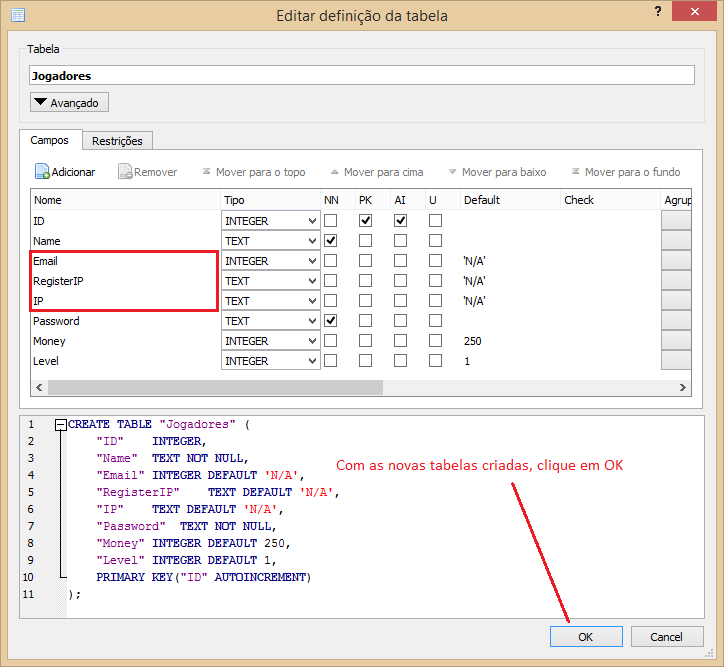 Editar definição da tabela
?
Tabela
Jogadores
Avançado
Campos Restrições
Adicionar Remover Mover para o topo Mover para cima Mover para baixo Mover para o fundo
Nome Tipo NN PK AI U Default Check Agrup
ID INTEGER
Name TEXT
Email INTEGER 'N/A'
RegisterIP TEXT 'N/A'
IP TEXT 'N/A'
Password TEXT
Money INTEGER 250
Level INTEGER 1
1 CREATE TABLE "Jogadores" (
2 "ID" INTEGER,
3 "Name" TEXT NOT NULL,
4 "Email" INTEGER DEFAULT 'N/A',
5 "RegisterIP" TEXT DEFAULT 'N/A',
6 "IP" TEXT DEFAULT 'N/A',
7 "Password" TEXT NOT NULL,
8 "Money" INTEGER DEFAULT 250,
9 "Level" INTEGER DEFAULT 1,
10 PRIMARY KEY("ID" AUTOINCREMENT)
11 );
Com as novas tabelas criadas, clique em OK
OK Cancel